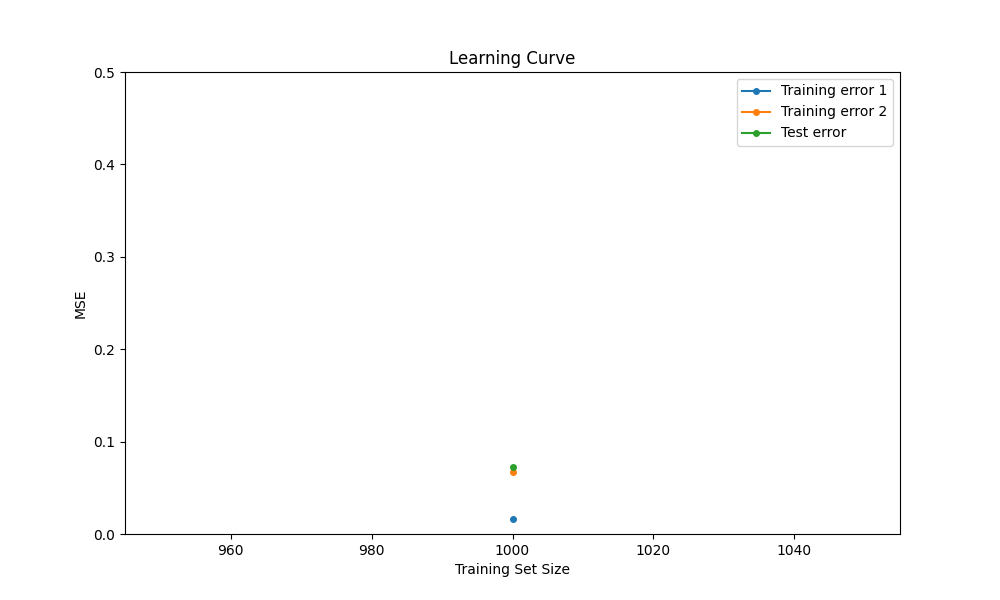 Learning Curve
Training error 1
Training error 2
Test error
MSE
0.5
0.4
0.3
0.2
0.1
0.0
960
980
1000
1020
1040
Training Set Size